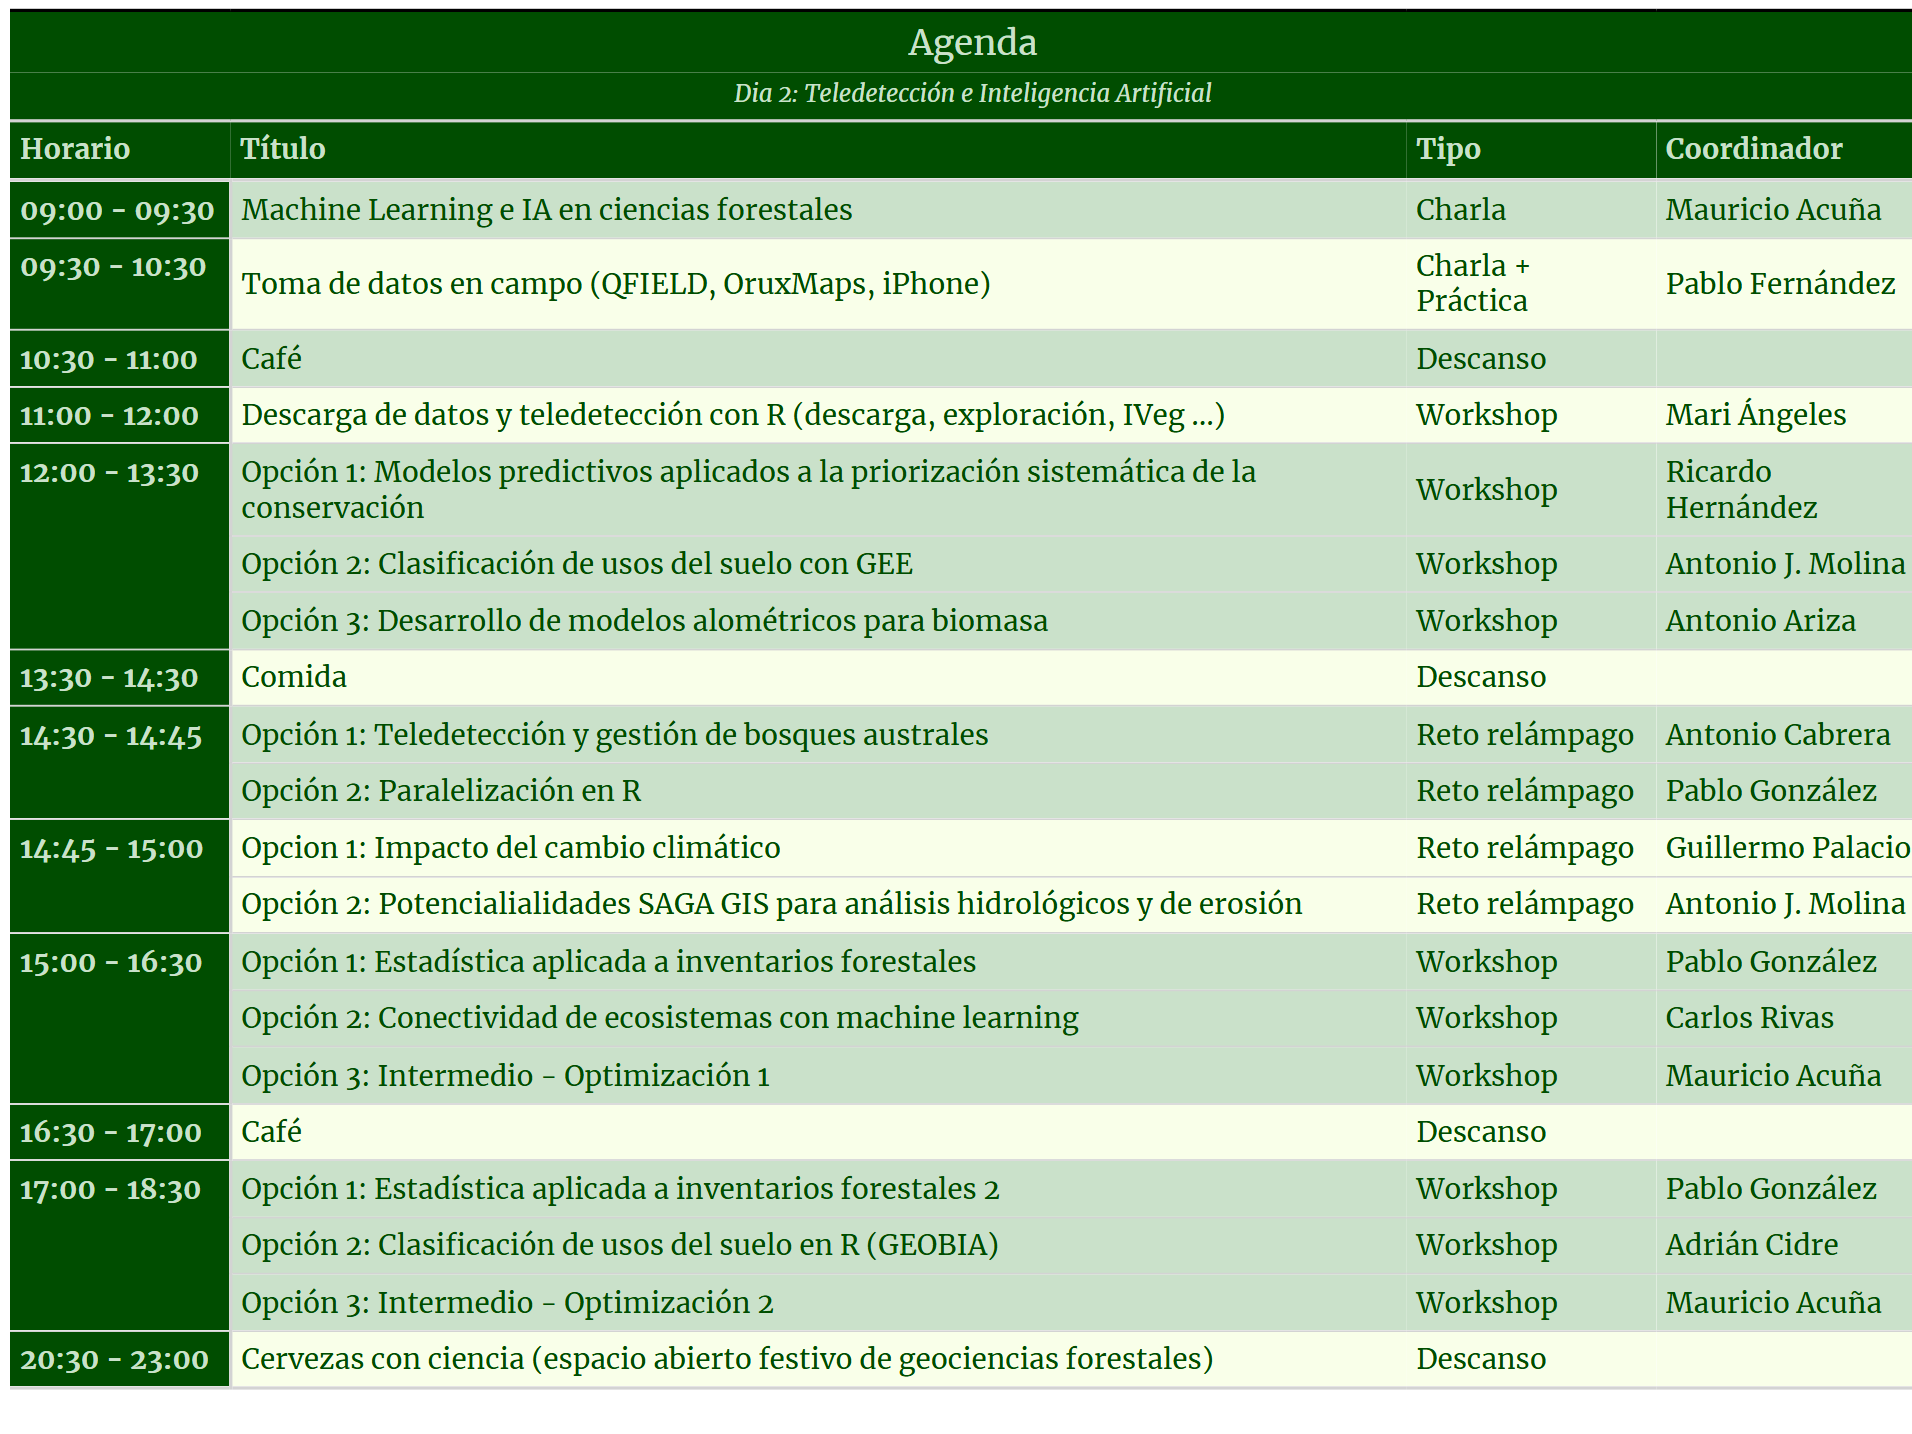 Agenda
Dia 2: Teledetección e Inteligencia Artificial
Horario Título Tipo Coordinador
09:00 - 09:30 Machine Learning e IA en ciencias forestales Charla Mauricio Acuña
09:30 - 10:30 Toma de datos en campo (QFIELD, OruxMaps, iPhone) Charla +
Práctica Pablo Fernández
10:30 - 11:00 Café Descanso
11:00 - 12:00 Descarga de datos y teledetección con R (descarga, exploración, IVeg ...) Workshop Mari Ángeles
12:00 - 13:30 Opción 1: Modelos predictivos aplicados a la priorización sistemática de la
conservación Workshop Ricardo
Hernández
Opción 2: Clasificación de usos del suelo con GEE Workshop Antonio J. Molina
Opción 3: Desarrollo de modelos alométricos para biomasa Workshop Antonio Ariza
13:30 - 14:30 Comida Descanso
14:30 - 14:45 Opción 1: Teledetección y gestión de bosques australes Reto relámpago Antonio Cabrera
Opción 2: Paralelización en R Reto relámpago Pablo González
14:45 - 15:00 Opcion 1: Impacto del cambio climático Reto relámpago Guillermo Palacio
Opción 2: Potencialialidades SAGA GIS para análisis hidrológicos y de erosión Reto relámpago Antonio J. Molina
15:00 - 16:30 Opción 1: Estadística aplicada a inventarios forestales Workshop Pablo González
Opción 2: Conectividad de ecosistemas con machine learning Workshop Carlos Rivas
Opción 3: Intermedio - Optimización 1 Workshop Mauricio Acuña
16:30 - 17:00 Café Descanso
17:00 - 18:30 Opción 1: Estadística aplicada a inventarios forestales 2 Workshop Pablo González
Opción 2: Clasificación de usos del suelo en R (GEOBIA) Workshop Adrián Cidre
Opción 3: Intermedio - Optimización 2 Workshop Mauricio Acuña
20:30 - 23:00 Cervezas con ciencia (espacio abierto festivo de geociencias forestales) Descanso